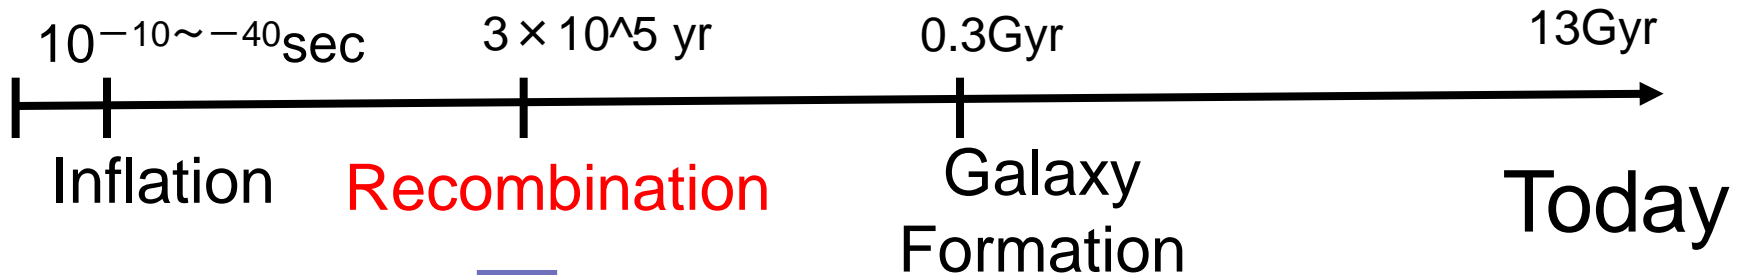 10−10~−40sec 3×10^5 yr 0.3Gyr 13Gyr
Inflation Recombination Galaxy Formation Today